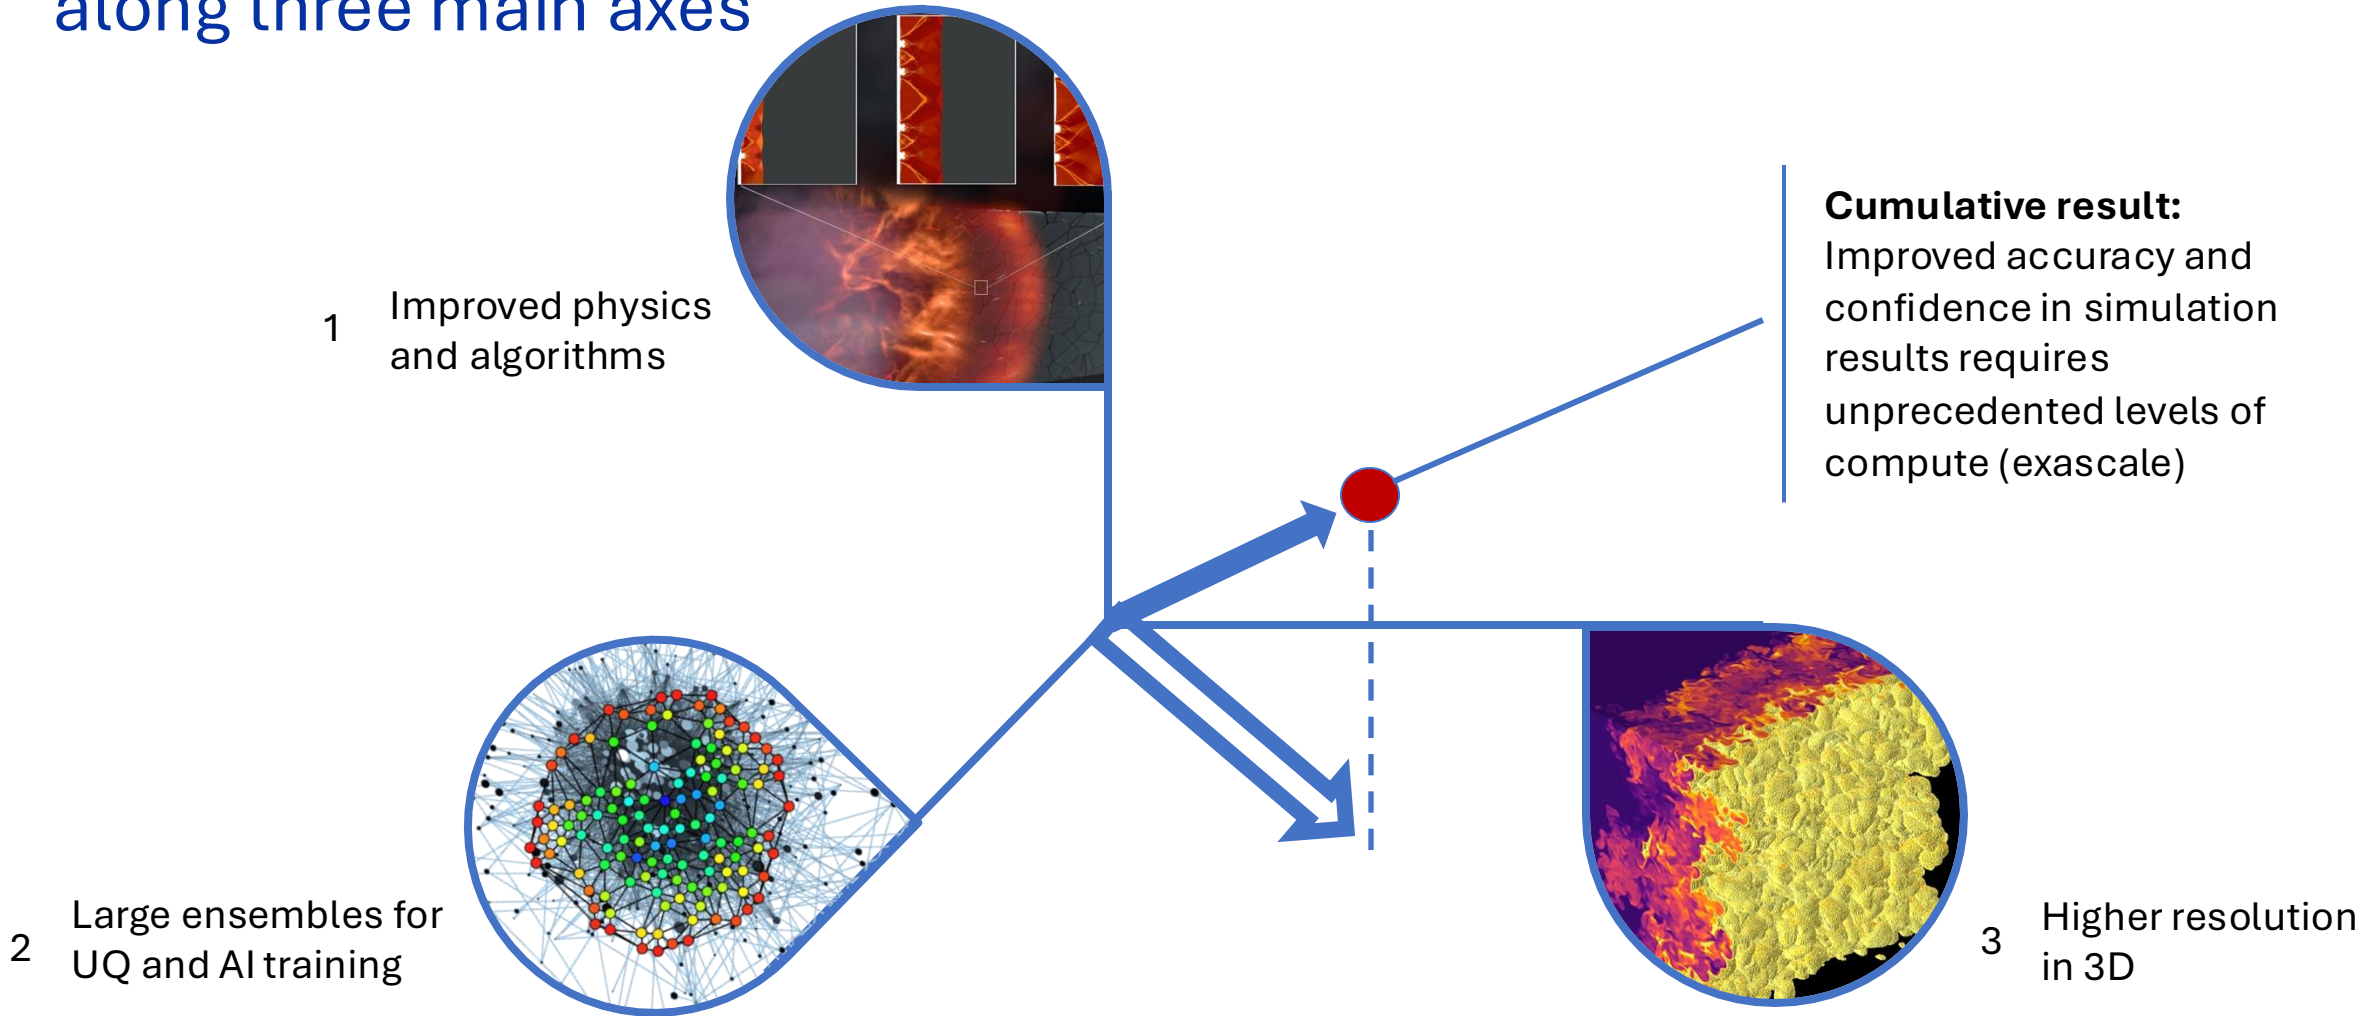 along three main axes
Cumulative result:
Improved accuracy and
confidence in simulation
results requires
unprecedented levels of
compute (exascale)
1
Improved physics
and algorithms
2
Large ensembles for
UQ and AI training
3
Higher resolution
in 3D